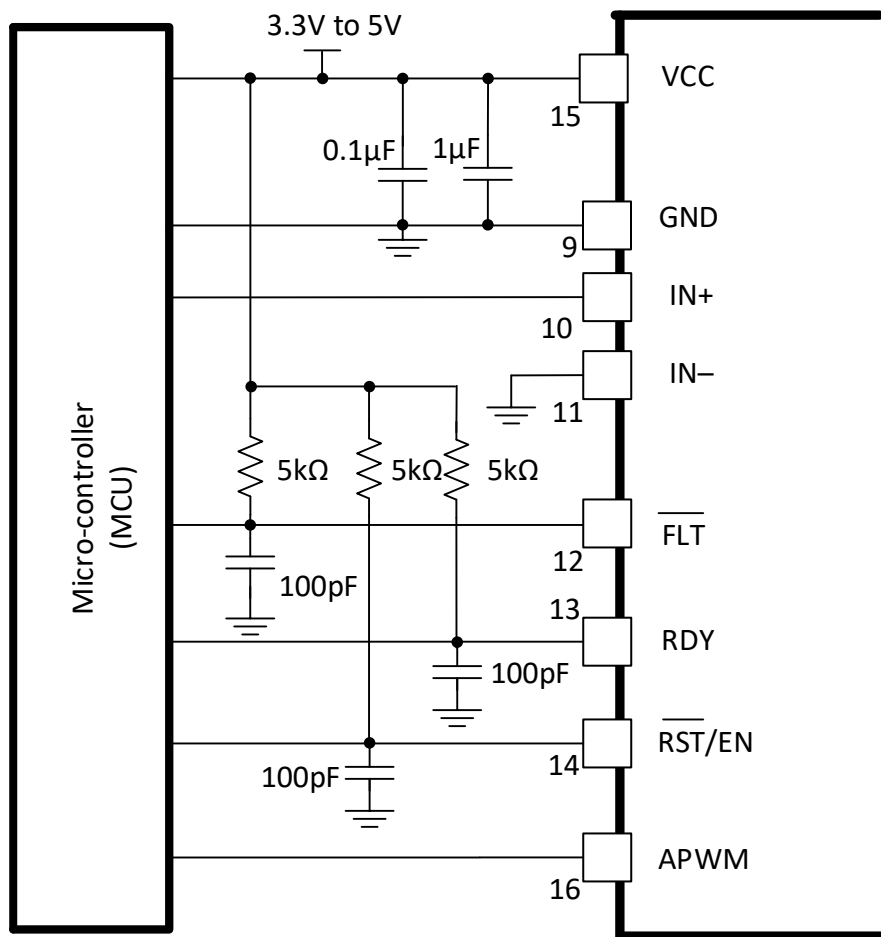 3.3V to 5V
VCC
15
0.1µF
1µF
GND
9
IN+
10
IN–
11
Micro-controller
(MCU)
5kΩ
5kΩ
5kΩ
FLT
12
100pF
13
RDY
100pF
RST/EN
14
100pF
APWM
16